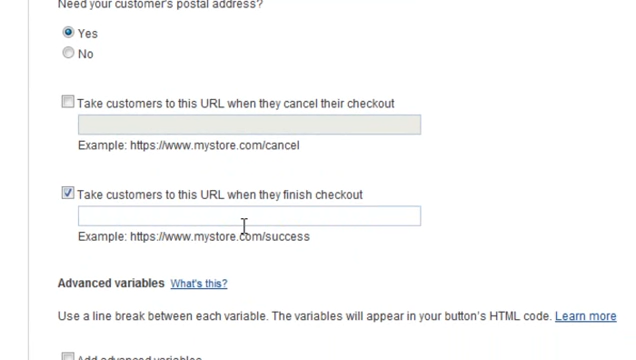 Need your customer's postal address?
Yes
No
Take customers to this URL when they cancel their checkout
Example: https://www.mystore.com/cancel
Take customers to this URL when they finish checkout
Example: https://www.mystore.com/success
Advanced variables What's this?
Use a line break between each variable. The variables will appear in your button's HTML code. Learn more
Add advanced variables